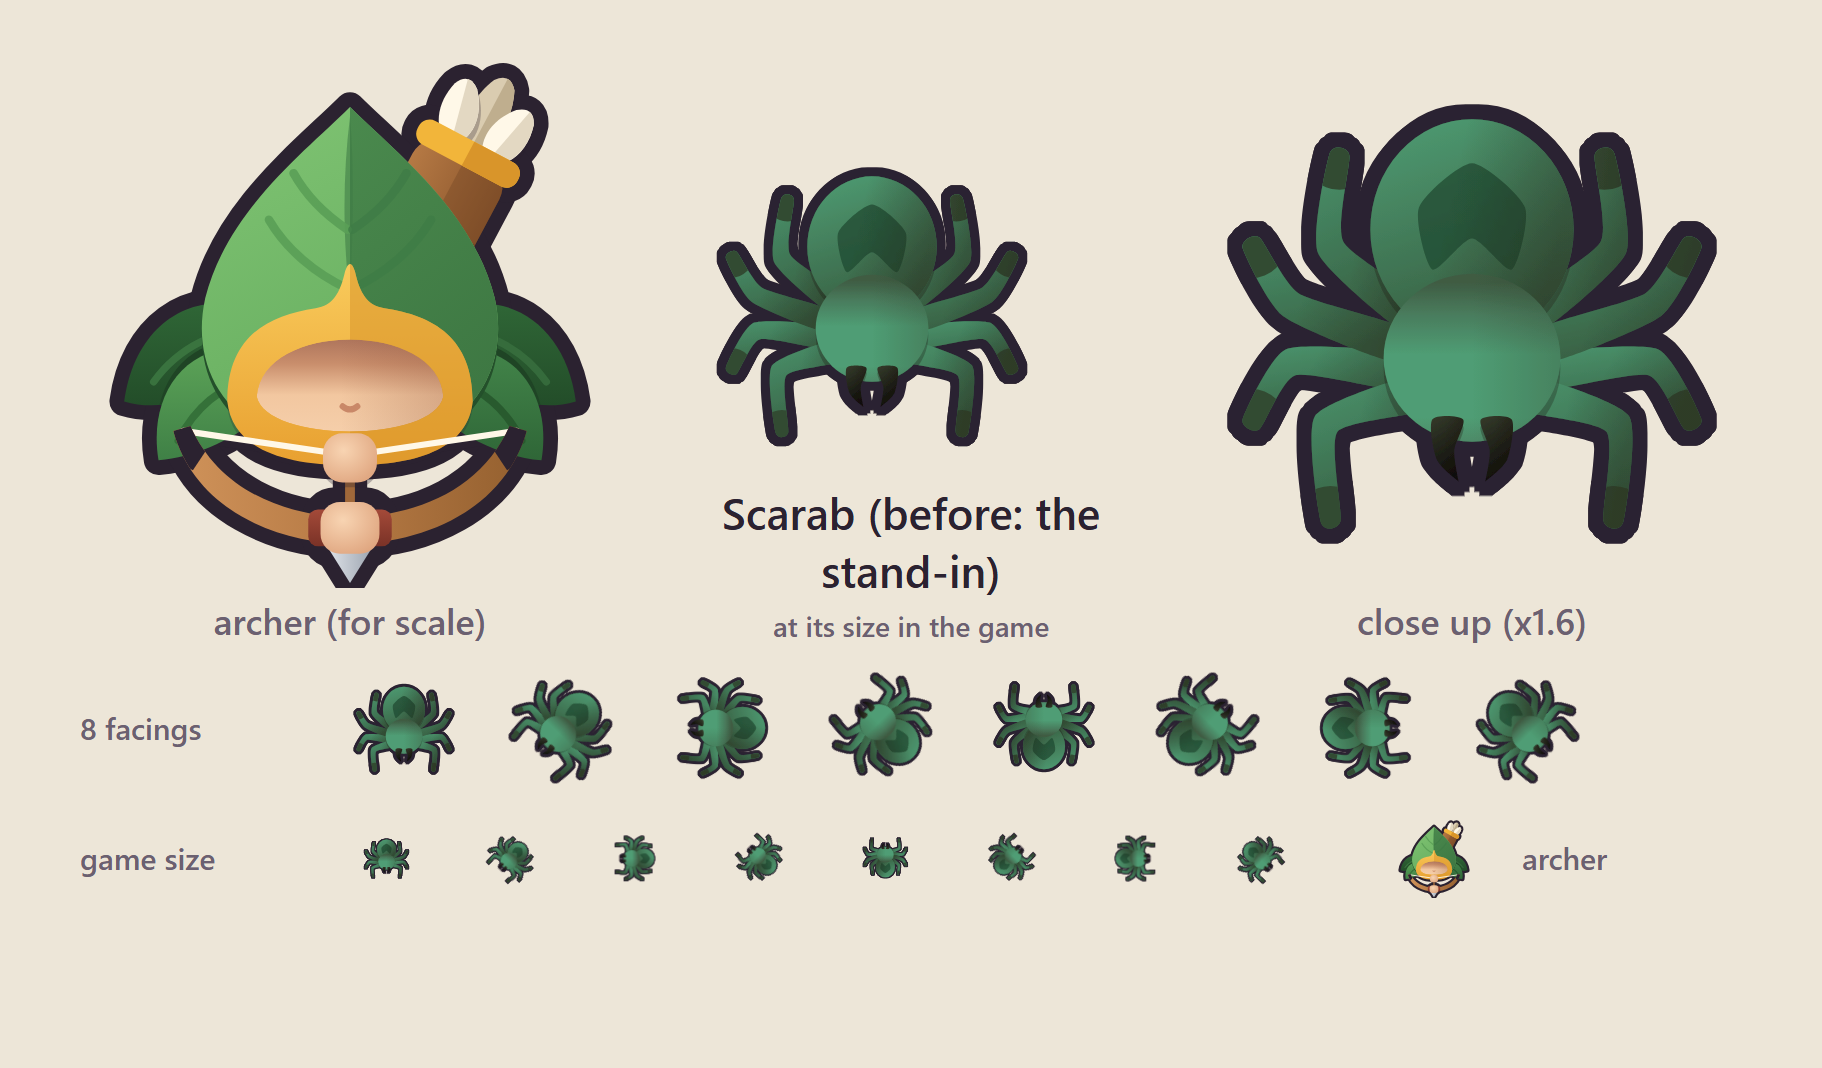 Scarab (before: the
stand-in)
archer (for scale)
at its size in the game
close up (x1.6)
8 facings
game size
archer